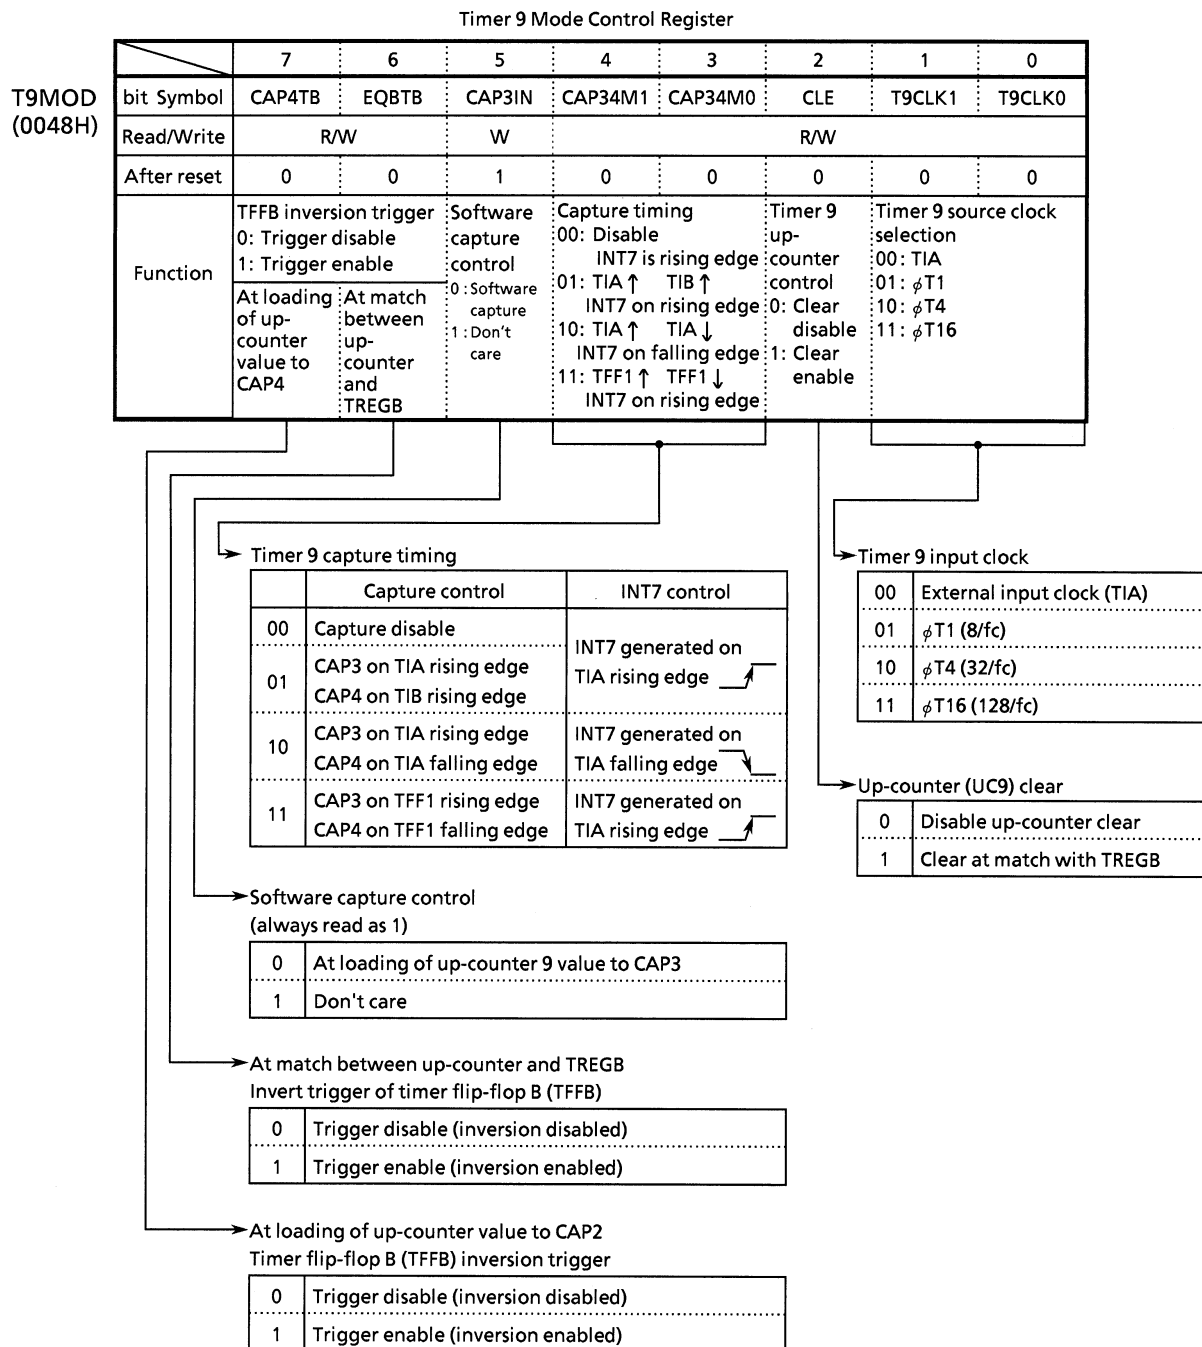 Timer 9 Mode Control Register
T9MOD
(0048H)
7 6 5 4 3 2 1 0
bit Symbol CAP4TB EQBTB CAP3IN CAP34M1 CAP34M0 CLE T9CLK1 T9CLK0
Read/Write R/W W R/W
After reset 0 0 1 0 0 0 0 0
Function
TFFB inversion trigger
0: Trigger disable
1: Trigger enable
At loading
of up-
counter
value to
CAP4
At match
between
up-
counter
and
TREGB
Software
capture
control
0: Software
capture
1: Don't
care
Capture timing
00: Disable
INT7 is rising edge
01: TIA↑ TIB↑
INT7 on rising edge
10: TIA↑ TIA↓
INT7 on falling edge
11: TFF1↑ TFF1↓
INT7 on rising edge
Timer 9
up-
counter
control
0: Clear
disable
1: Clear
enable
Timer 9 source clock
selection
00: TIA
01: φT1
10: φT4
11: φT16
Timer 9 capture timing
Capture control INT7 control
00 Capture disable
01 CAP3 on TIA rising edge
CAP4 on TIB rising edge
INT7 generated on
TIA rising edge
10 CAP3 on TIA rising edge
CAP4 on TIA falling edge
INT7 generated on
TIA falling edge
11 CAP3 on TFF1 rising edge
CAP4 on TFF1 falling edge
INT7 generated on
TIA rising edge
Timer 9 input clock
00 External input clock (TIA)
01 φT1 (8/fc)
10 φT4 (32/fc)
11 φT16 (128/fc)
Up-counter (UC9) clear
0 Disable up-counter clear
1 Clear at match with TREGB
Software capture control
(always read as 1)
0 At loading of up-counter 9 value to CAP3
1 Don't care
At match between up-counter and TREGB
Invert trigger of timer flip-flop B (TFFB)
0 Trigger disable (inversion disabled)
1 Trigger enable (inversion enabled)
At loading of up-counter value to CAP2
Timer flip-flop B (TFFB) inversion trigger
0 Trigger disable (inversion disabled)
1 Trigger enable (inversion enabled)